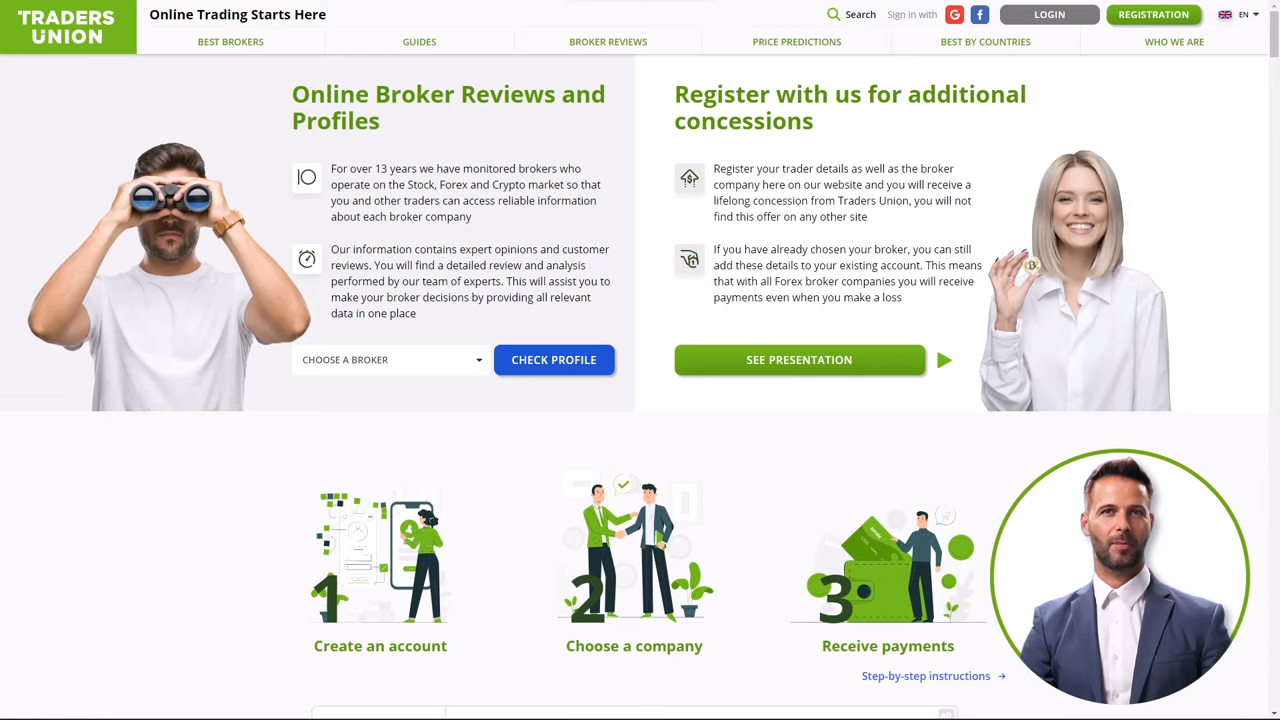 TRADERS
UNION
Online Trading Starts Here
Search
Sign in with
G
f
LOGIN
REGISTRATION
EN
BEST BROKERS
GUIDES
BROKER REVIEWS
PRICE PREDICTIONS
BEST BY COUNTRIES
WHO WE ARE
Online Broker Reviews and
Profiles
For over 13 years we have monitored brokers who
operate on the Stock, Forex and Crypto market so that
you and other traders can access reliable information
about each broker company
Our information contains expert opinions and customer
reviews. You will find a detailed review and analysis
performed by our team of experts. This will assist you to
make your broker decisions by providing all relevant
data in one place
CHOOSE A BROKER
CHECK PROFILE
Register with us for additional
concessions
Register your trader details as well as the broker
company here on our website and you will receive a
lifelong concession from Traders Union, you will not
find this offer on any other site
If you have already chosen your broker, you can still
add these details to your existing account. This means
that with all Forex broker companies you will receive
payments even when you make a loss
SEE PRESENTATION
1
2
3
BANK
Create an account
Choose a company
Receive payments
Step-by-step instructions